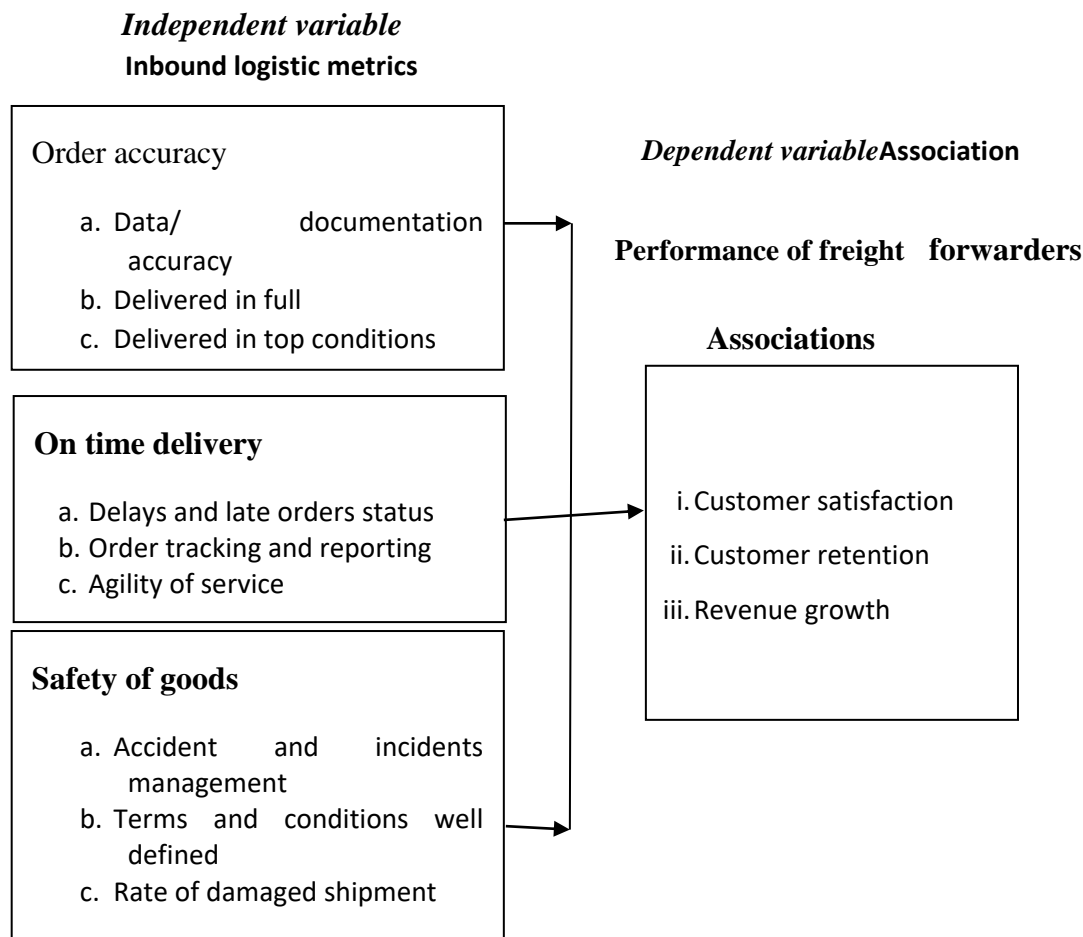 Independent variable
Inbound logistic metrics
Order accuracy
a. Data/ documentation
accuracy
b. Delivered in full
c. Delivered in top conditions
On time delivery
a. Delays and late orders status
b. Order tracking and reporting
c. Agility of service
Safety of goods
a. Accident and incidents
management
b. Terms and conditions well
defined
c. Rate of damaged shipment
Dependent variableAssociation
Performance of freight forwarders
Associations
i. Customer satisfaction
ii. Customer retention
iii. Revenue growth